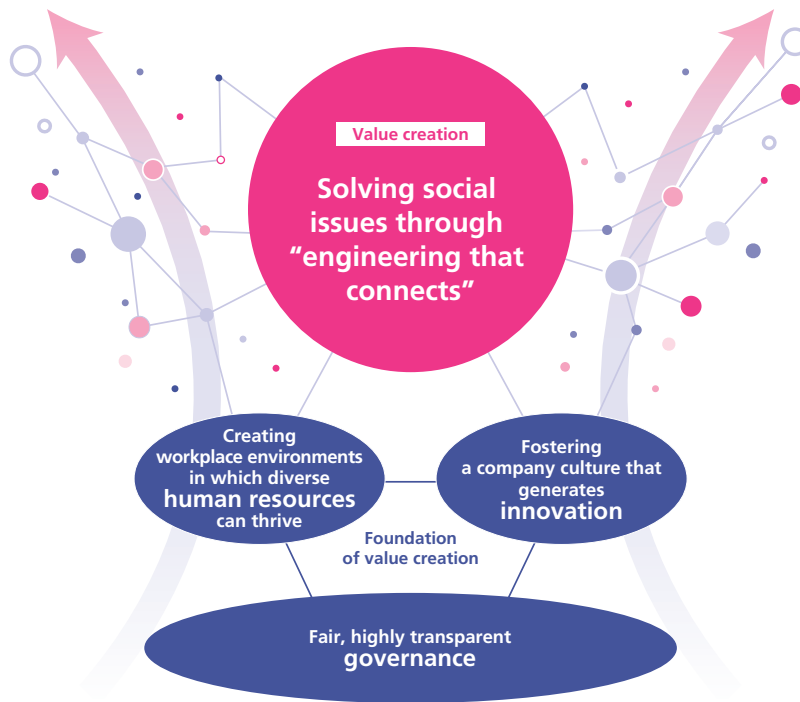 Value creation
Solving social
issues through
“engineering that
connects”
Creating
workplace environments
in which diverse
human resources
can thrive
Fostering
a company culture that
generates
innovation
Foundation
of value creation
Fair, highly transparent
governance